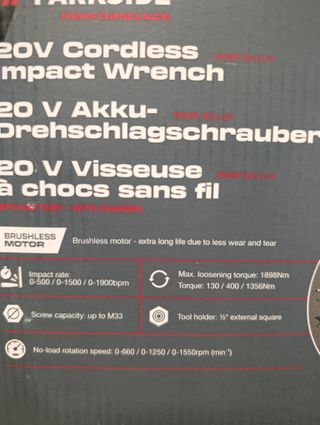 PARKSIDE
PERFORMANCE
20V Cordless
Impact Wrench
20 V Akku-
Drehschlagschrauber
20 V Visseuse
à chocs sans fil
BRUSHLESS
MOTOR
Brushless motor - extra long life due to less wear and tear
Impact rate:
0-500 / 0-1500 / 0-1900bpm
Max. loosening torque: 1898Nm
Torque: 130 / 400 / 1356Nm
Screw capacity: up to M33
Tool holder: ½" external square
No-load rotation speed: 0-660 / 0-1250 / 0-1550rpm (min⁻¹)